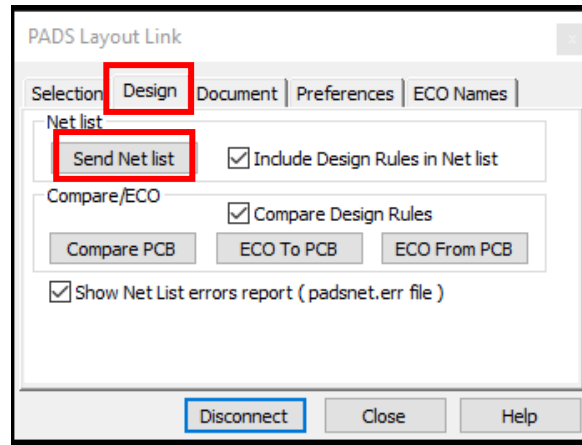 PADS Layout Link
x
Selection Design Document Preferences ECO Names
Net list
Send Net list Include Design Rules in Net list
Compare/ECO
Compare Design Rules
Compare PCB ECO To PCB ECO From PCB
Show Net List errors report ( padsnet.err file )
Disconnect Close Help